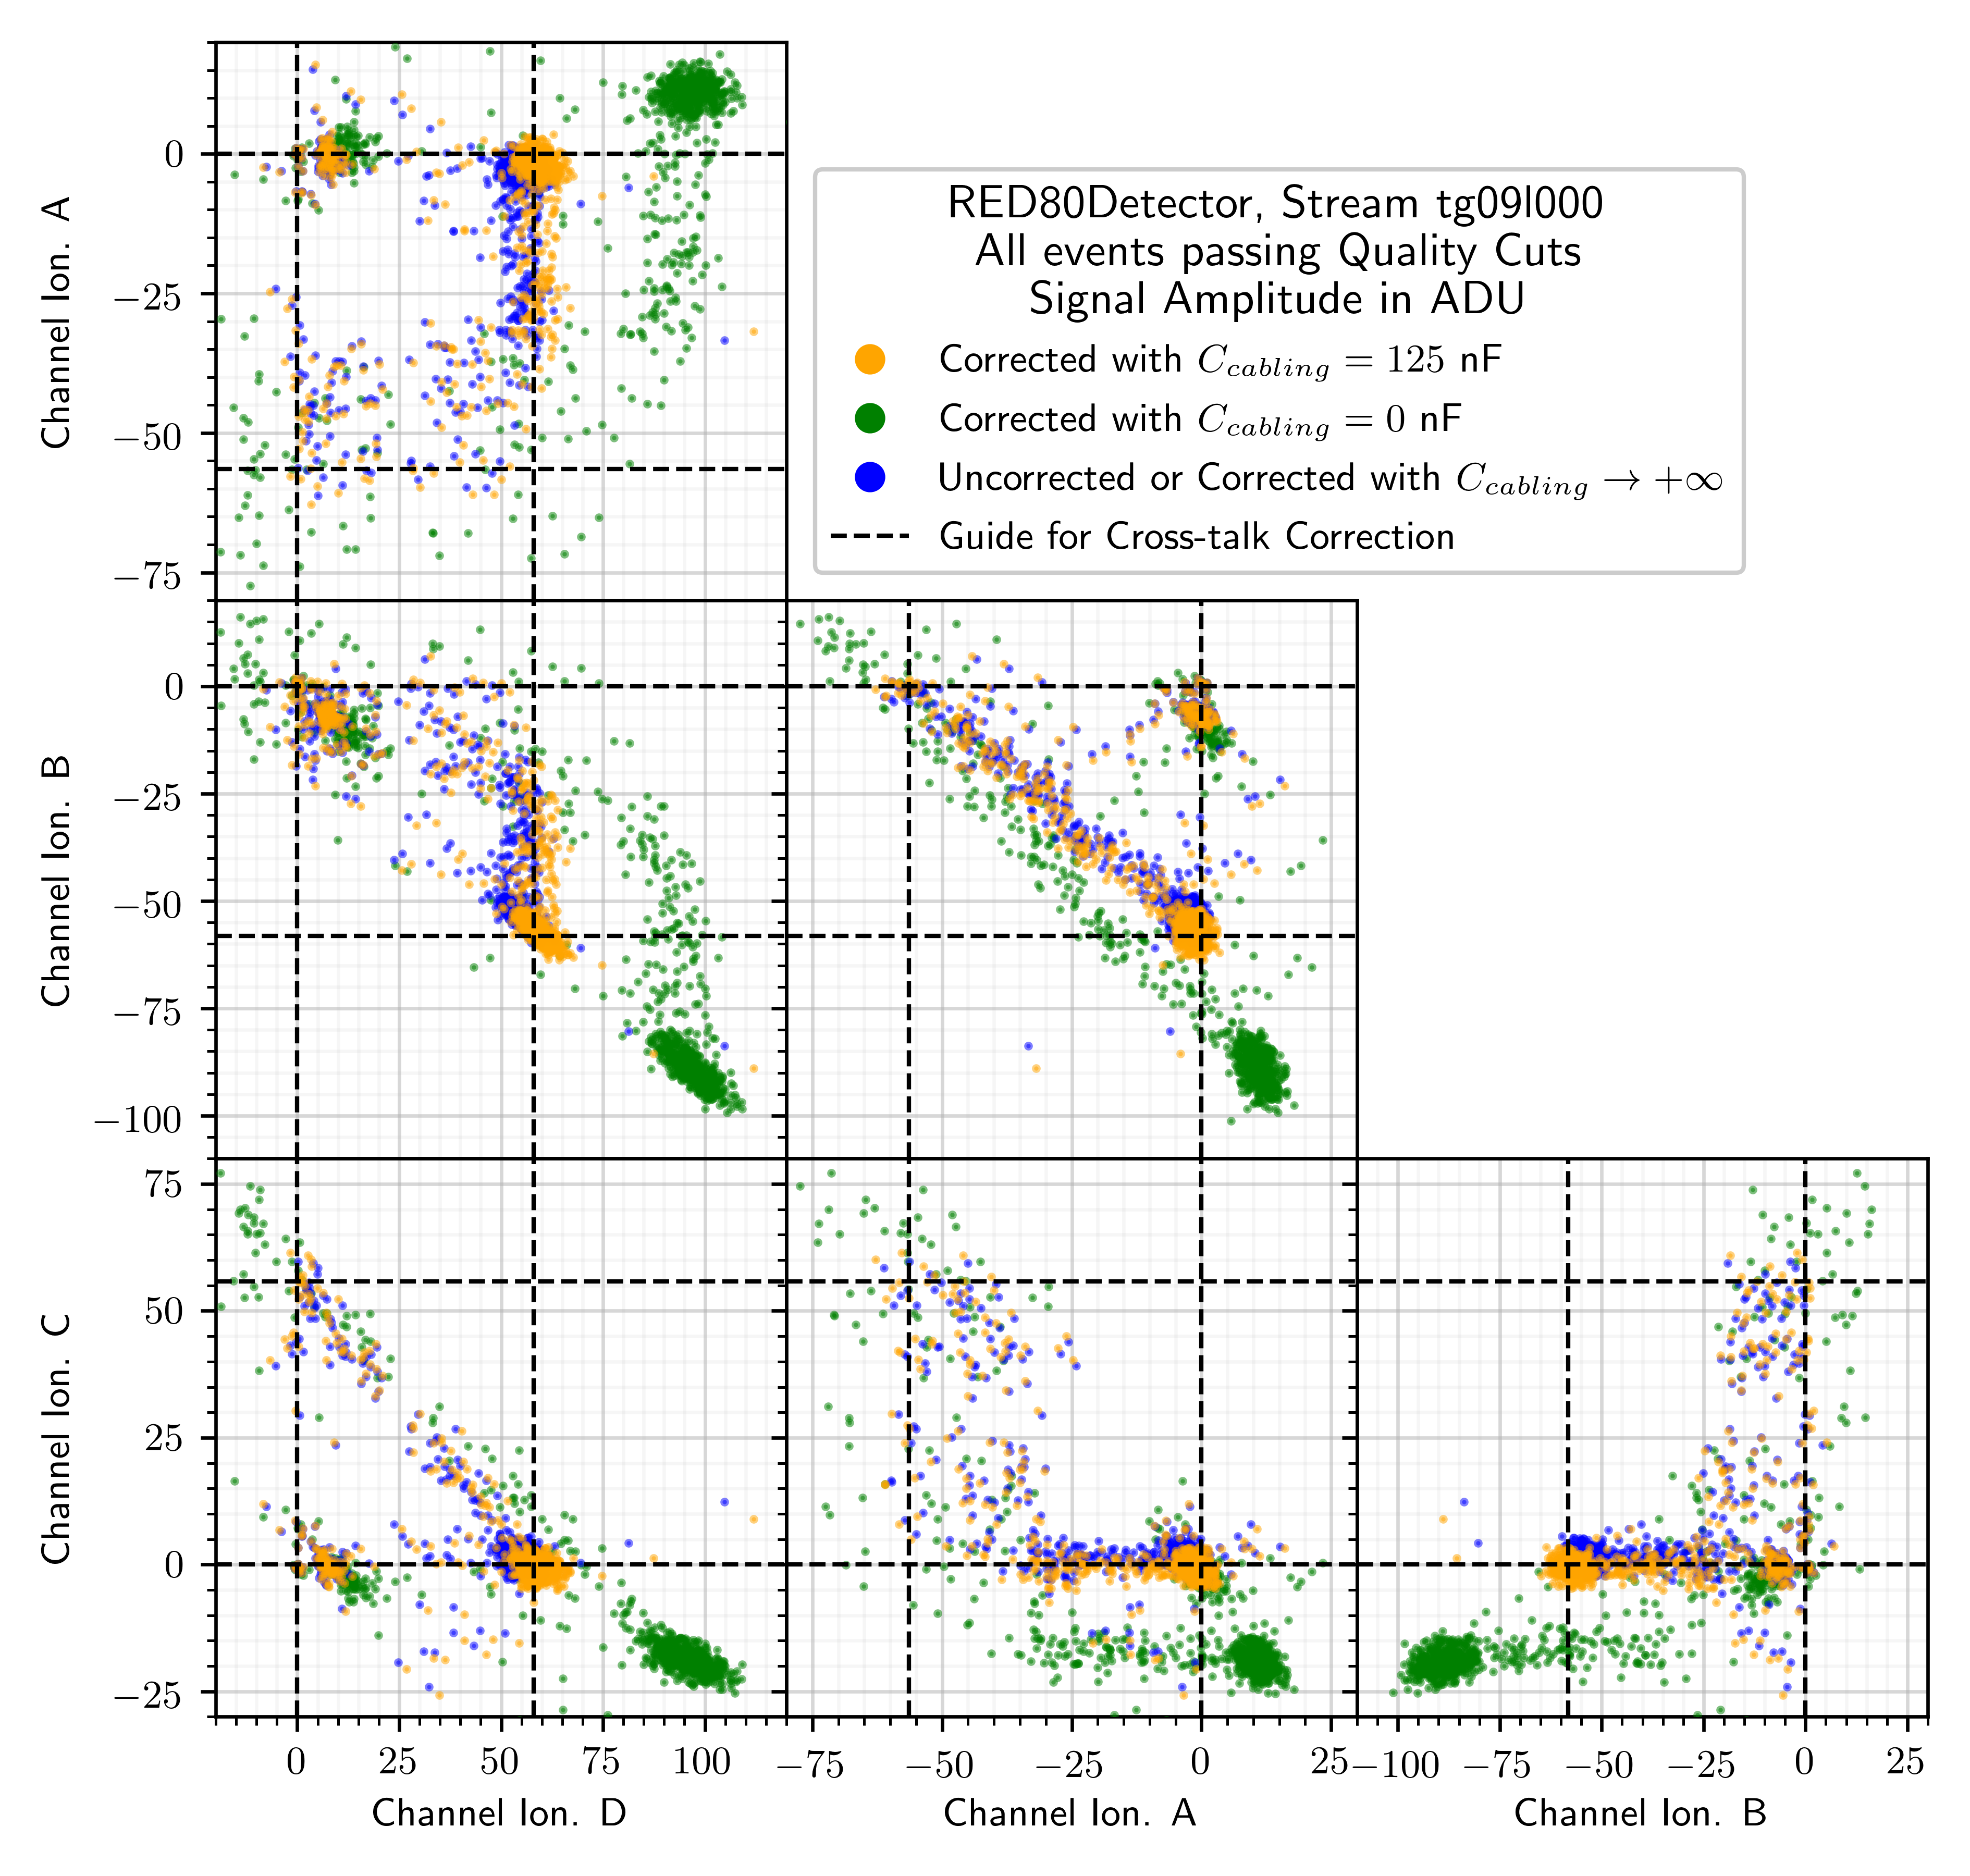 RED80Detector, Stream tg09l000
All events passing Quality Cuts
Signal Amplitude in ADU
Corrected with $C_{cabling} = 125$ nF
Corrected with $C_{cabling} = 0$ nF
Uncorrected or Corrected with $C_{cabling} \rightarrow +\infty$
Guide for Cross-talk Correction
Channel Ion. A
0
−25
−50
−75
Channel Ion. B
0
−25
−50
−75
−100
Channel Ion. C
75
50
25
0
−25
0 25 50 75 100
Channel Ion. D
−75 −50 −25 0 25
Channel Ion. A
−100 −75 −50 −25 0 25
Channel Ion. B